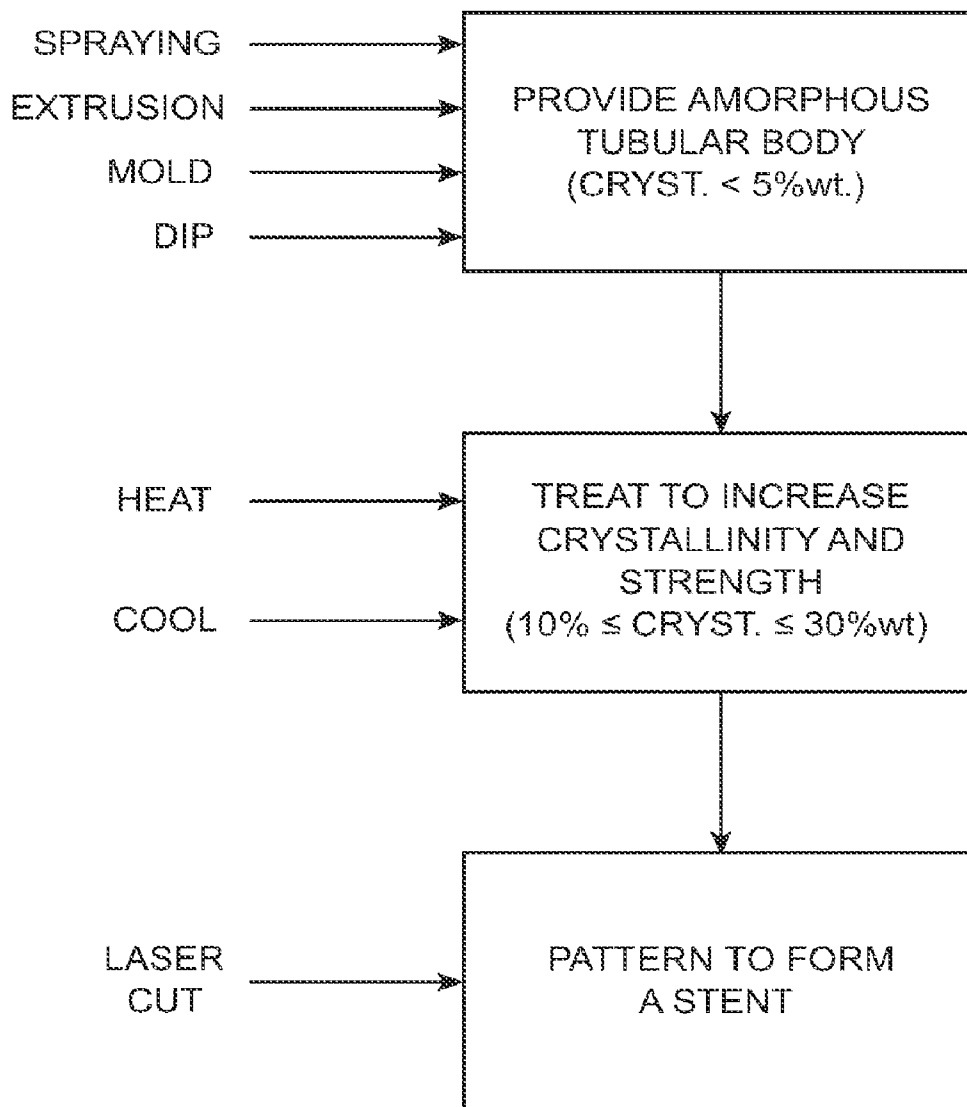 SPRAYING
EXTRUSION
MOLD
DIP
PROVIDE AMORPHOUS
TUBULAR BODY
(CRYST. < 5%wt.)
HEAT
COOL
TREAT TO INCREASE
CRYSTALLINITY AND
STRENGTH
(10% ≤ CRYST. ≤ 30%wt)
LASER
CUT
PATTERN TO FORM
A STENT